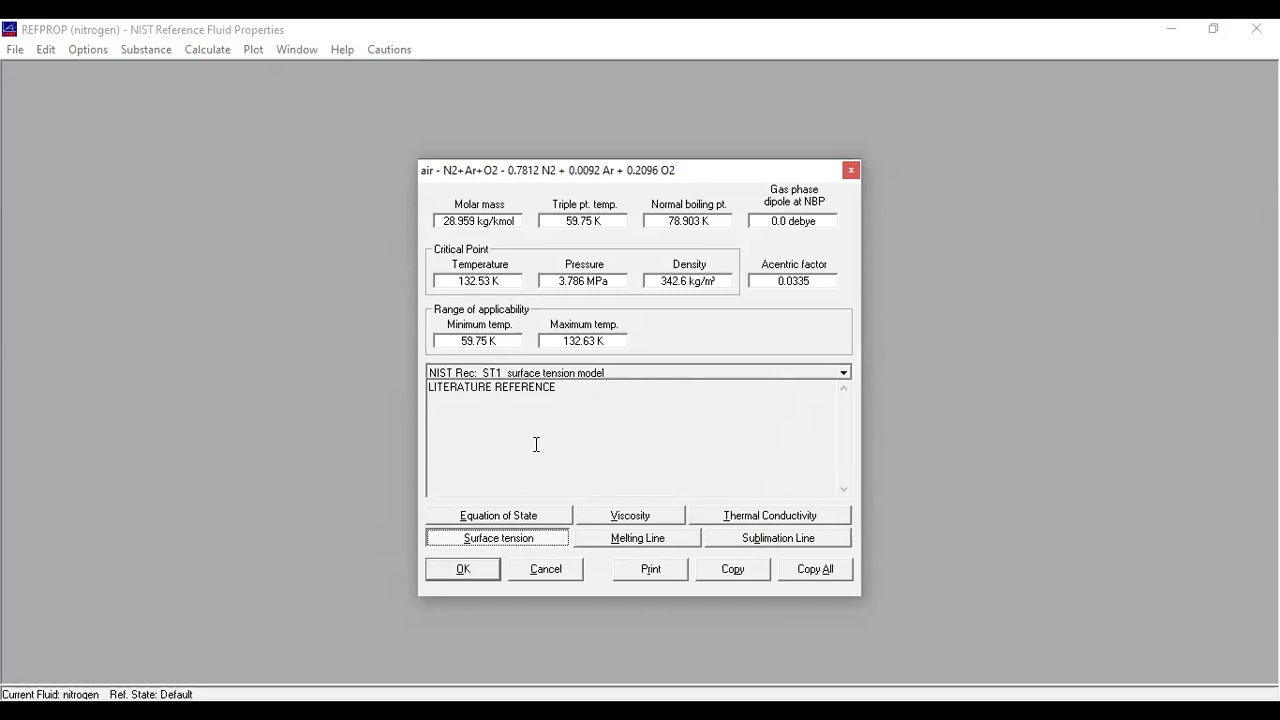 REFPROP (nitrogen) - NIST Reference Fluid Properties
File Edit Options Substance Calculate Plot Window Help Cautions
air - N2+Ar+O2 - 0.7812 N2 + 0.0092 Ar + 0.2096 O2
x
Molar mass Triple pt. temp. Normal boiling pt. Gas phase dipole at NBP
28.959 kg/kmol 59.75 K 78.903 K 0.0 debye
Critical Point
Temperature Pressure Density Acentric factor
132.53 K 3.786 MPa 342.6 kg/m³ 0.0335
Range of applicability
Minimum temp. Maximum temp.
59.75 K 132.63 K
NIST Rec: ST1 surface tension model
LITERATURE REFERENCE
Equation of State Viscosity Thermal Conductivity
Surface tension Melting Line Sublimation Line
OK Cancel Print Copy Copy All
Current Fluid: nitrogen Ref. State: Default